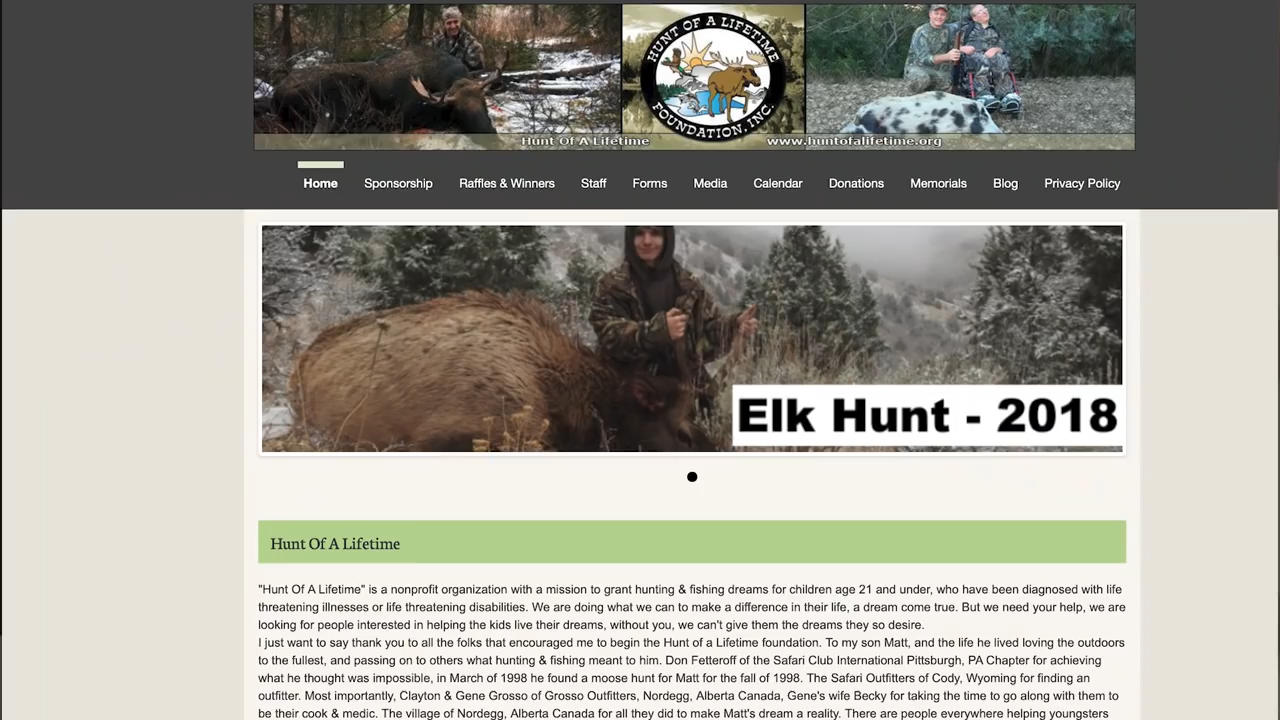 HUNT OF A LIFETIME
FOUNDATION, INC.
Hunt Of A Lifetime www.huntofalifetime.org
Home Sponsorship Raffles & Winners Staff Forms Media Calendar Donations Memorials Blog Privacy Policy
Elk Hunt - 2018
Hunt Of A Lifetime
"Hunt Of A Lifetime" is a nonprofit organization with a mission to grant hunting & fishing dreams for children age 21 and under, who have been diagnosed with life
threatening illnesses or life threatening disabilities. We are doing what we can to make a difference in their life, a dream come true. But we need your help, we are
looking for people interested in helping the kids live their dreams, without you, we can't give them the dreams they so desire.
I just want to say thank you to all the folks that encouraged me to begin the Hunt of a Lifetime foundation. To my son Matt, and the life he lived loving the outdoors
to the fullest, and passing on to others what hunting & fishing meant to him. Don Fetteroff of the Safari Club International Pittsburgh, PA Chapter for achieving
what he thought was impossible, in March of 1998 he found a moose hunt for Matt for the fall of 1998. The Safari Outfitters of Cody, Wyoming for finding an
outfitter. Most importantly, Clayton & Gene Grosso of Grosso Outfitters, Nordegg, Alberta Canada, Gene's wife Becky for taking the time to go along with them to
be their cook & medic. The village of Nordegg, Alberta Canada for all they did to make Matt's dream a reality. There are people everywhere helping youngsters